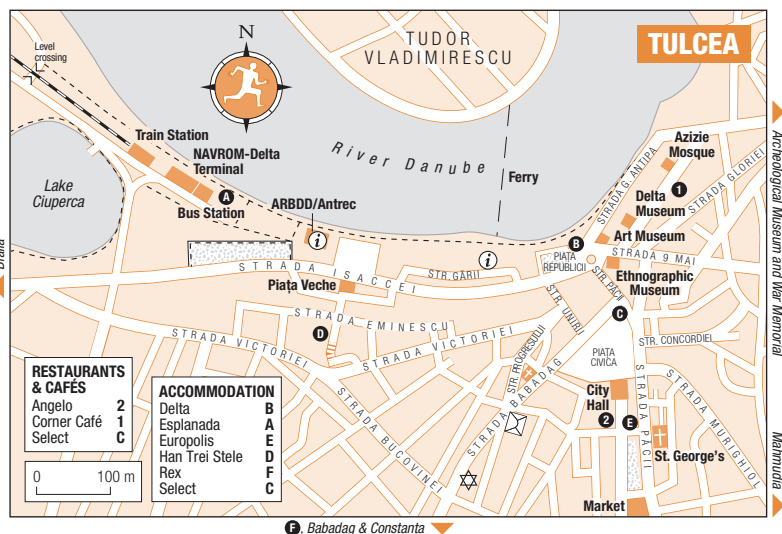 TULCEA
N
TUDOR
VLADIMIRESCU
Level
crossing
Train Station
NAVROM-Delta
Terminal
A
Bus Station
River Danube
Ferry
Lake
Ciuperca
ARBDD/Antrec
i
i
Azizie
Mosque
1
Delta
Museum
STRADA G. ANTIPA
STRADA GLORIEI
Art Museum
B
PIAȚA
REPUBLICII
STRADA 9 MAI
Ethnographic
Museum
STRADA ISACCEI
STR. GĂRII
Piața Veche
STR. PĂCII
STR. UNIRII
C
D
STRADA EMINESCU
STRADA VICTORIEI
STRADA VICTORIEI
STR. PROGRESULUI
STRADA BABADAG
PIAȚA
CIVICA
STR. CONCORDIEI
City
Hall
2
E
STRADA PĂCII
STRADA MURIGHIOL
St. George's
STRADA BUCOVINEI
Market
RESTAURANTS
& CAFÉS
Angelo 2
Corner Café 1
Select C
ACCOMMODATION
Delta B
Esplanada A
Europolis E
Han Trei Stele D
Rex F
Select C
0 100 m
Archeological Museum and War Memorial
Mahmudia
F, Babadag & Constanta